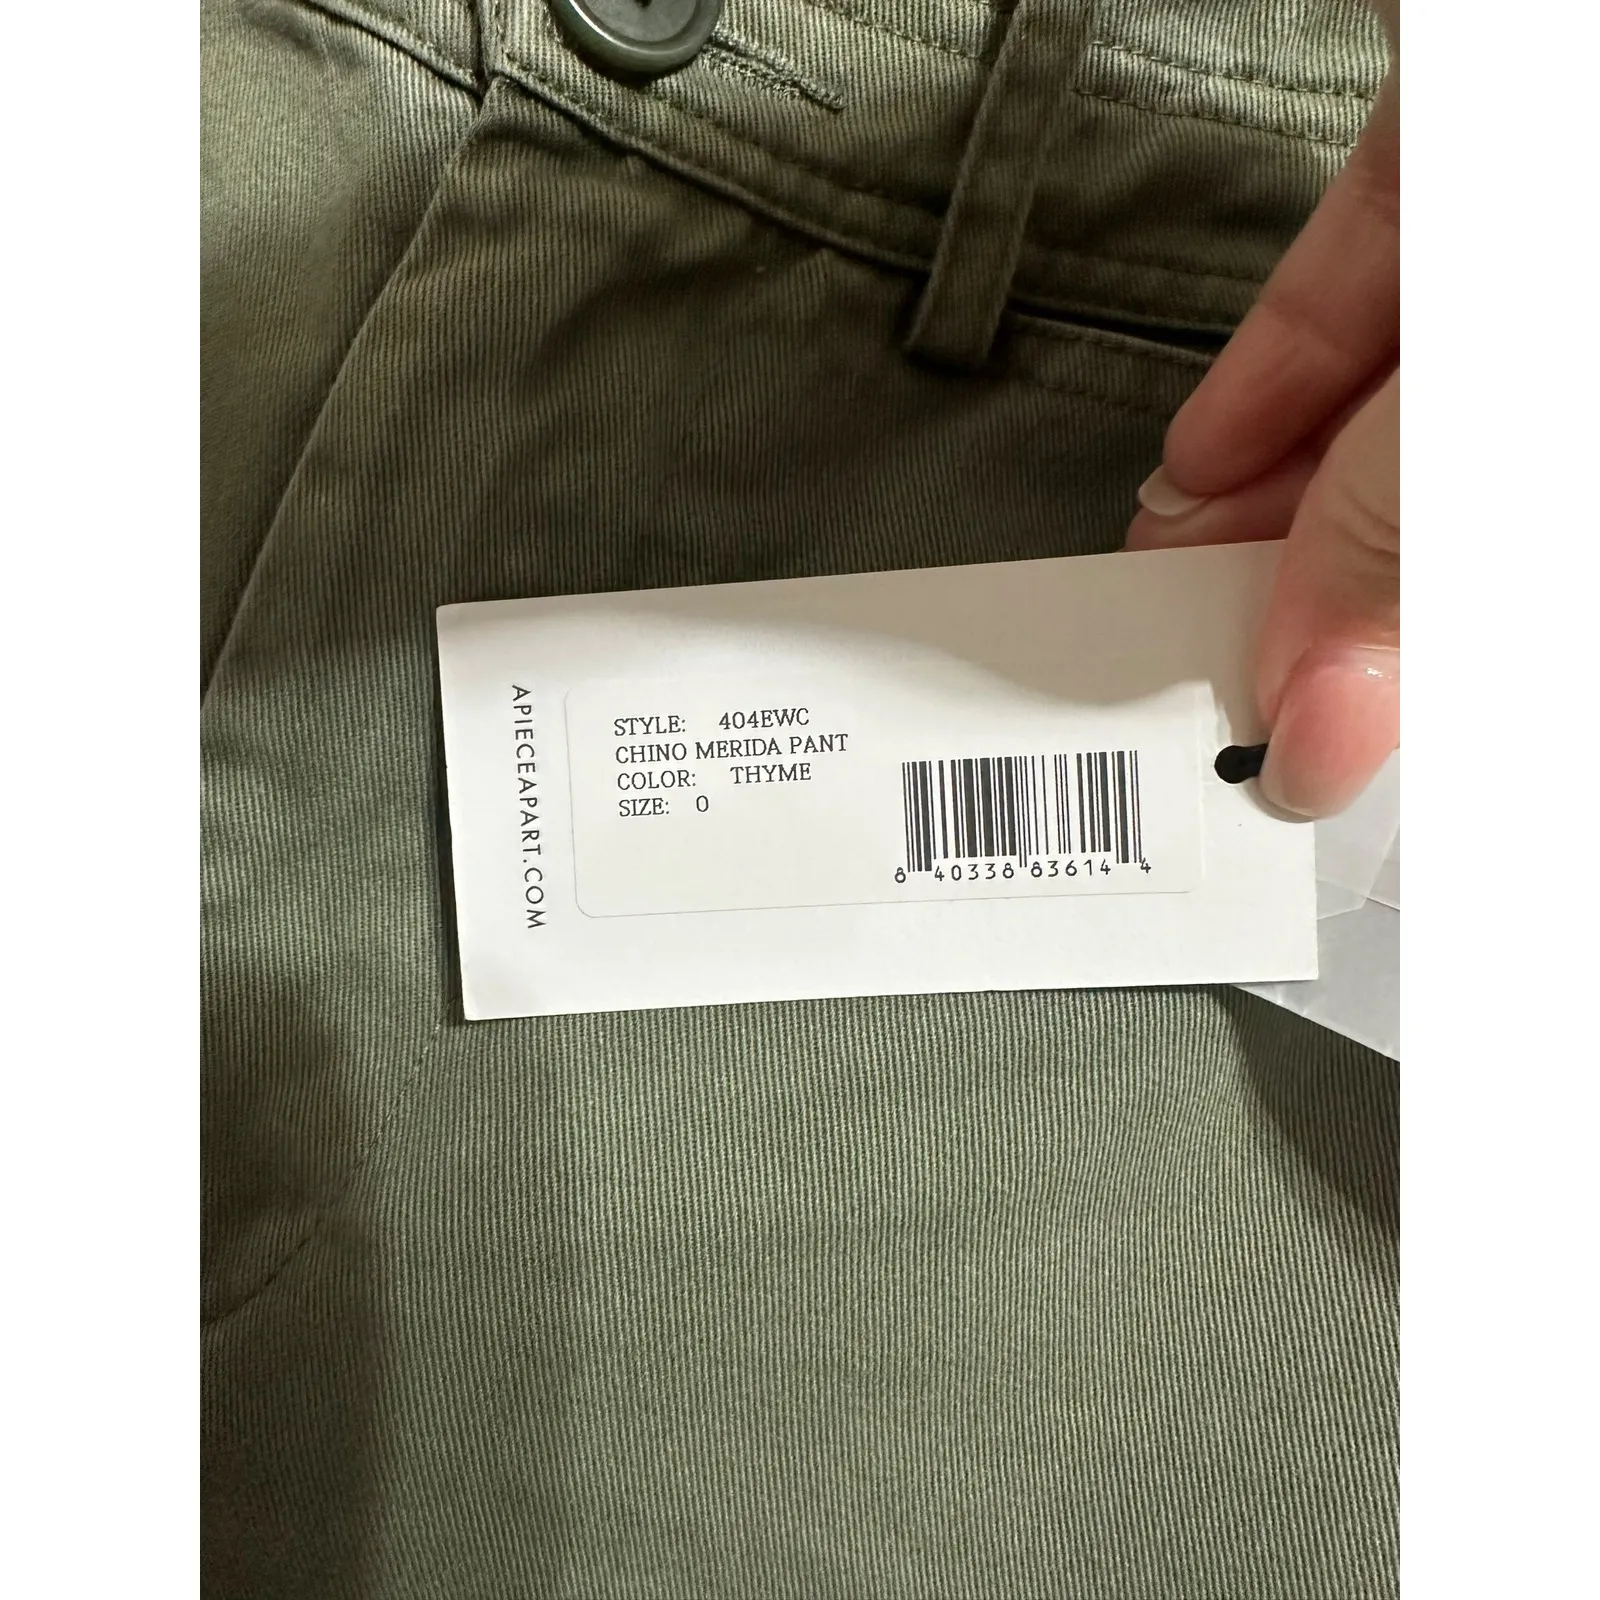 APIECEAPART.COM
STYLE: 404EWC
CHINO MERIDA PANT
COLOR: THYME
SIZE: 0
8 40338 83614 4